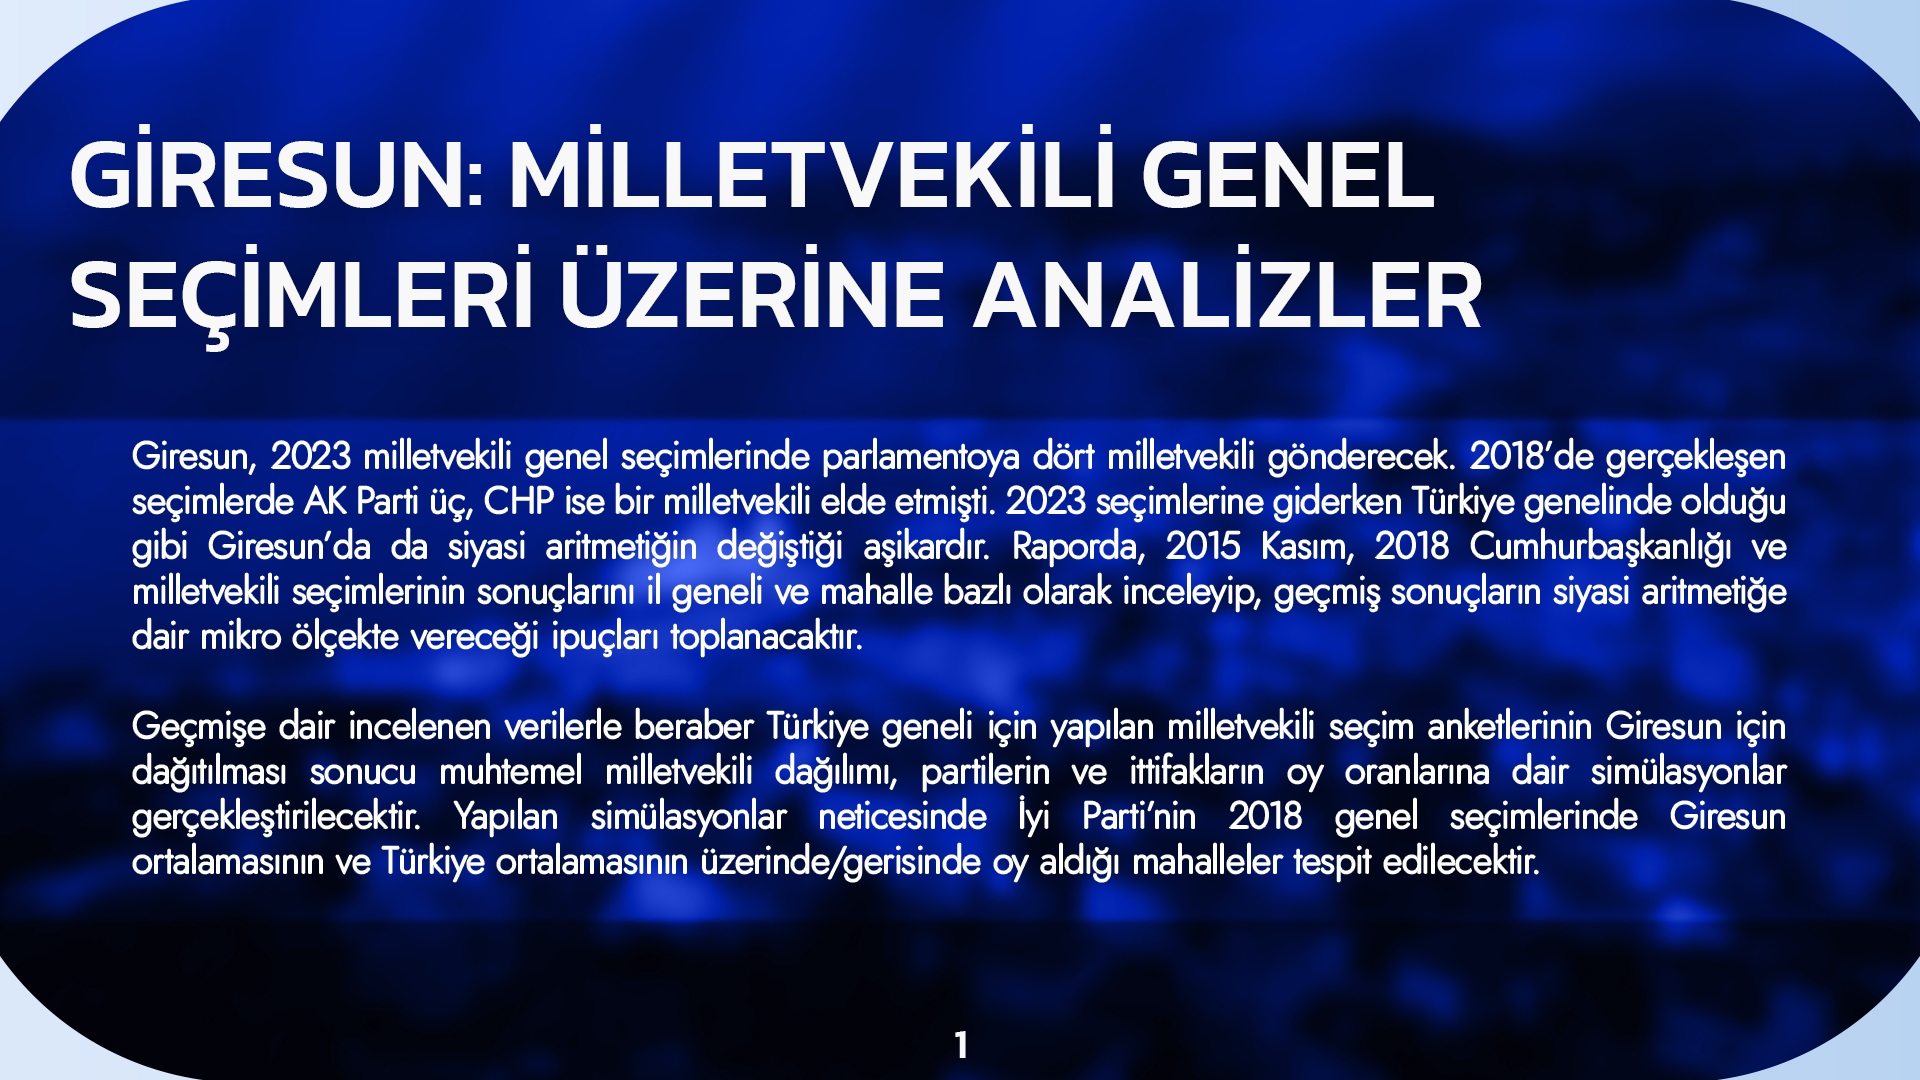 GİRESUN: MİLLETVEKİLİ GENEL
SEÇİMLERİ ÜZERİNE ANALİZLER
Giresun, 2023 milletvekili genel seçimlerinde parlamentoya dört milletvekili gönderecek. 2018’de gerçekleşen
seçimlerde AK Parti üç, CHP ise bir milletvekili elde etmişti. 2023 seçimlerine giderken Türkiye genelinde olduğu
gibi Giresun’da da siyasi aritmetiğin değiştiği aşikardır. Raporda, 2015 Kasım, 2018 Cumhurbaşkanlığı ve
milletvekili seçimlerinin sonuçlarını il geneli ve mahalle bazlı olarak inceleyip, geçmiş sonuçların siyasi aritmetiğe
dair mikro ölçekte vereceği ipuçları toplanacaktır.
Geçmişe dair incelenen verilerle beraber Türkiye geneli için yapılan milletvekili seçim anketlerinin Giresun için
dağıtılması sonucu muhtemel milletvekili dağılımı, partilerin ve ittifakların oy oranlarına dair simülasyonlar
gerçekleştirilecektir. Yapılan simülasyonlar neticesinde İyi Parti’nin 2018 genel seçimlerinde Giresun
ortalamasının ve Türkiye ortalamasının üzerinde/gerisinde oy aldığı mahalleler tespit edilecektir.
1